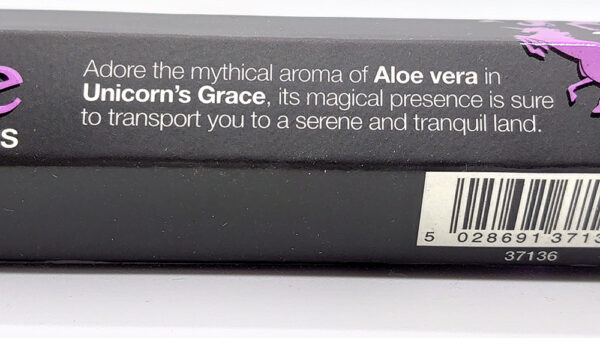 Adore the mythical aroma of Aloe vera in
Unicorn's Grace, its magical presence is sure
to transport you to a serene and tranquil land.
e
s
5 028691 3713
37136